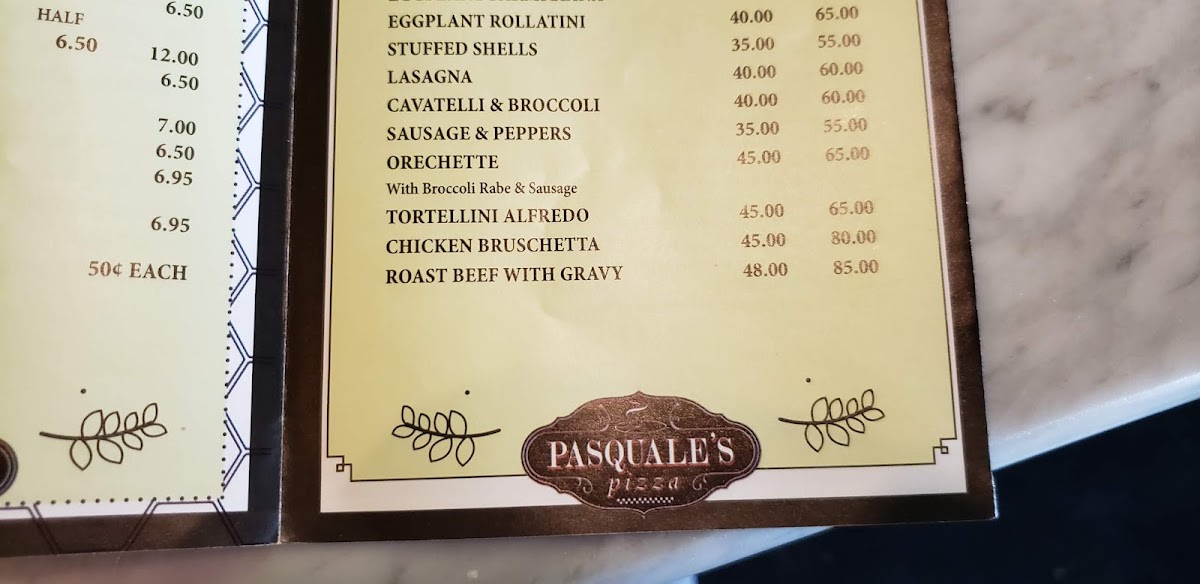 6.50
HALF
6.50
12.00
6.50
7.00
6.50
6.95
6.95
50¢ EACH
EGGPLANT ROLLATINI 40.00 65.00
STUFFED SHELLS 35.00 55.00
LASAGNA 40.00 60.00
CAVATELLI & BROCCOLI 40.00 60.00
SAUSAGE & PEPPERS 35.00 55.00
ORECHETTE 45.00 65.00
With Broccoli Rabe & Sausage
TORTELLINI ALFREDO 45.00 65.00
CHICKEN BRUSCHETTA 45.00 80.00
ROAST BEEF WITH GRAVY 48.00 85.00
PASQUALE'S
pizza